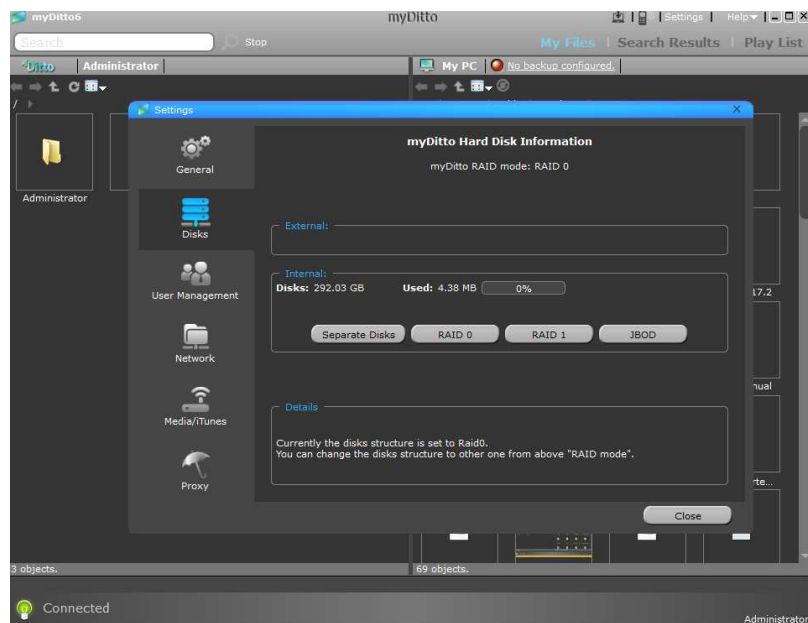 myDitto6
myDitto
Settings
Help
Search
Stop
My Files
Search Results
Play List
Ditto
Administrator
My PC
No backup configured.
/
Settings
X
General
Disks
User Management
Network
Media/iTunes
Proxy
myDitto Hard Disk Information
myDitto RAID mode: RAID 0
External:
Internal:
Disks: 292.03 GB Used: 4.38 MB 0%
Separate Disks RAID 0 RAID 1 JBOD
Details
Currently the disks structure is set to Raid0.
You can change the disks structure to other one from above "RAID mode".
Close
Administrator
17.2
3 objects.
69 objects.
Connected
Administrator